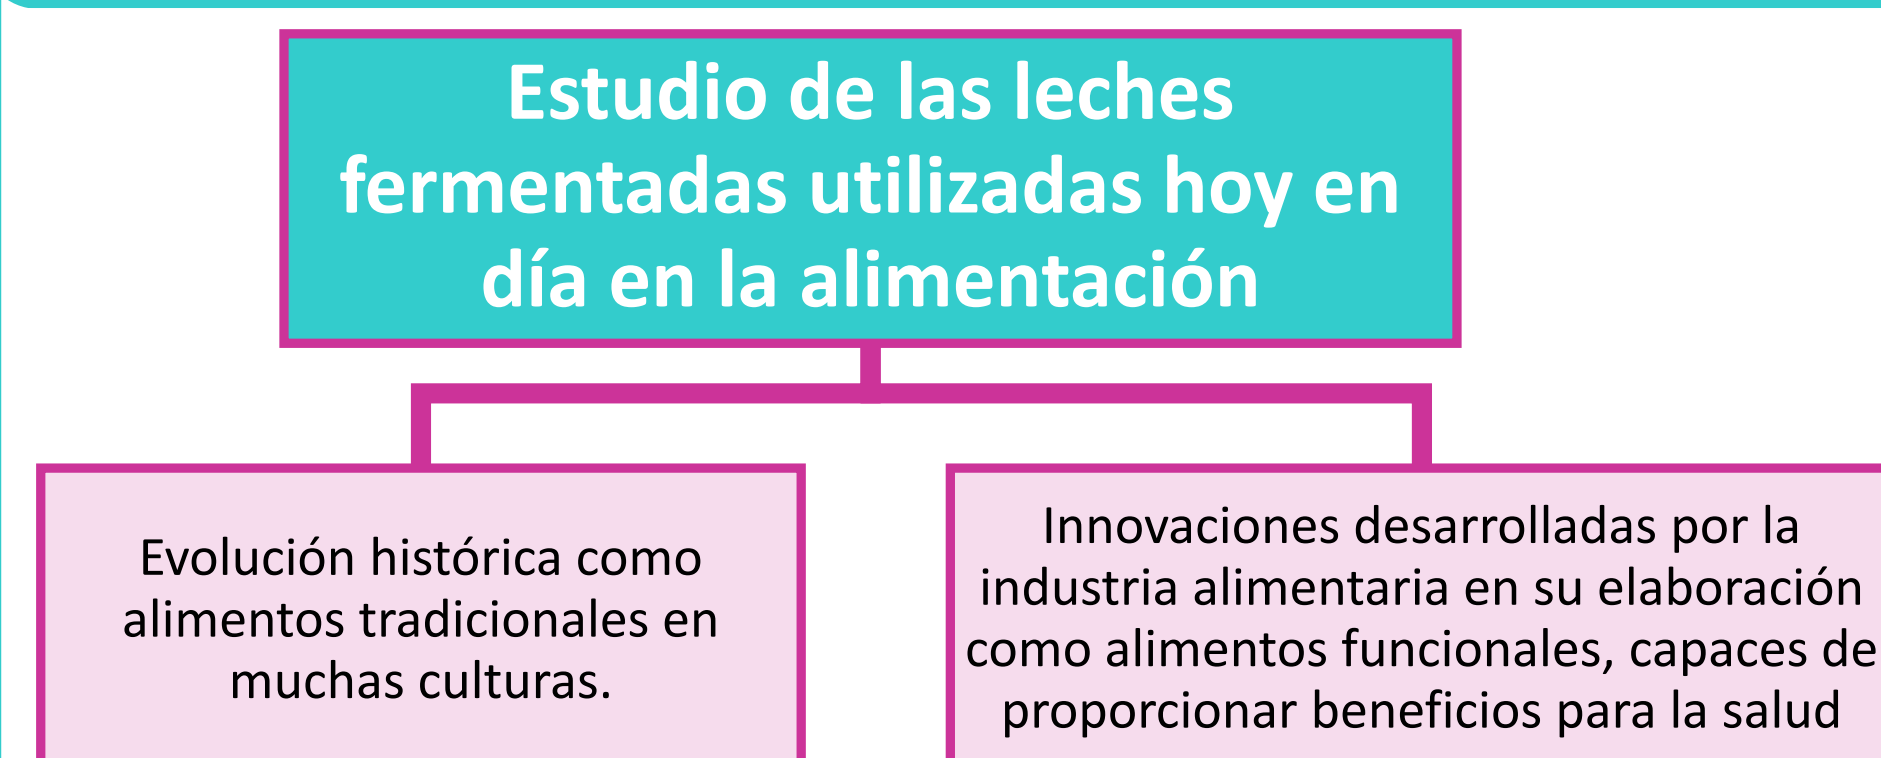 Estudio de las leches
fermentadas utilizadas hoy en
día en la alimentación
Evolución histórica como
alimentos tradicionales en
muchas culturas.
Innovaciones desarrolladas por la
industria alimentaria en su elaboración
como alimentos funcionales, capaces de
proporcionar beneficios para la salud